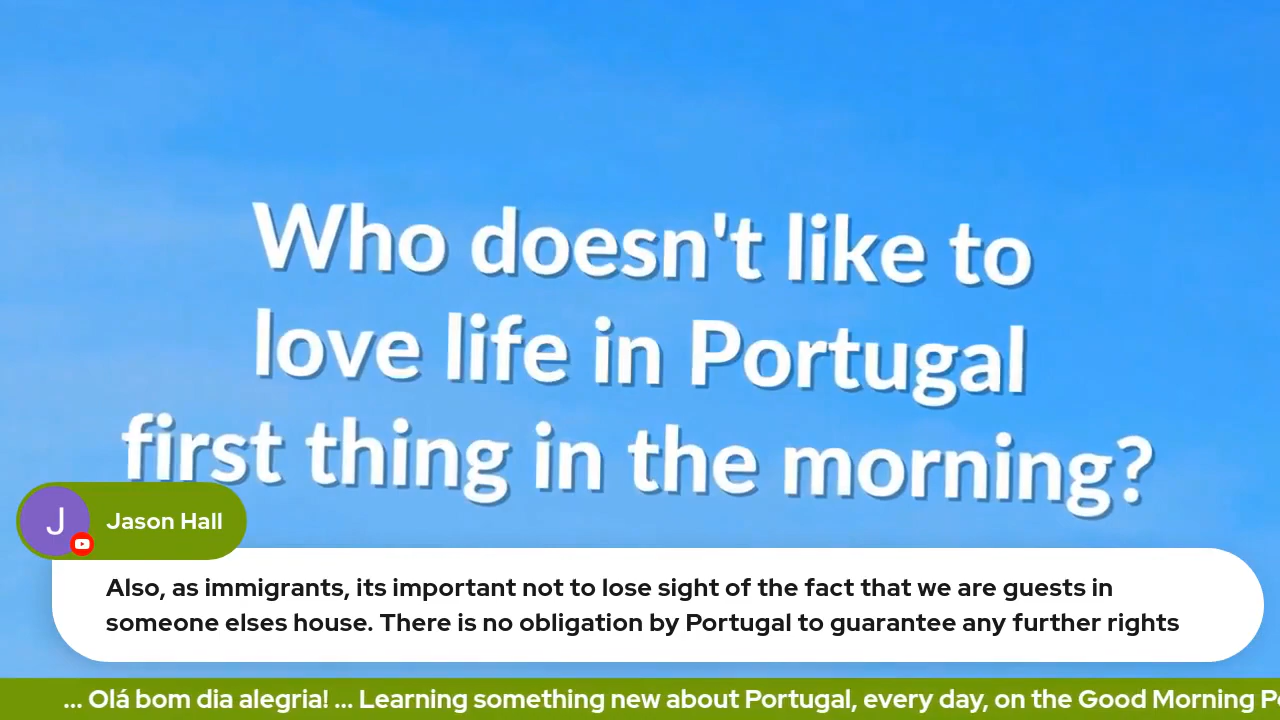 Who doesn't like to
love life in Portugal
first thing in the morning?
J
Jason Hall
Also, as immigrants, its important not to lose sight of the fact that we are guests in
someone elses house. There is no obligation by Portugal to guarantee any further rights
... Olá bom dia alegria! ... Learning something new about Portugal, every day, on the Good Morning